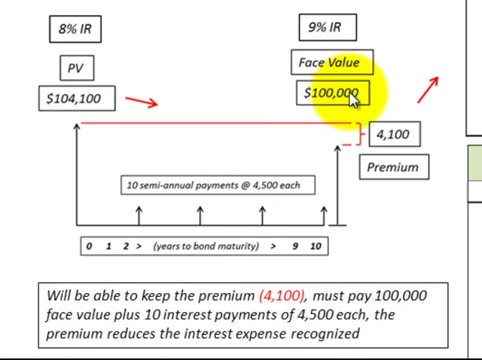 8% IR
9% IR
PV
Face Value
$104,100
$100,000
4,100
Premium
10 semi-annual payments @ 4,500 each
0 1 2 > (years to bond maturity) > 9 10
Will be able to keep the premium (4,100), must pay 100,000
face value plus 10 interest payments of 4,500 each, the
premium reduces the interest expense recognized